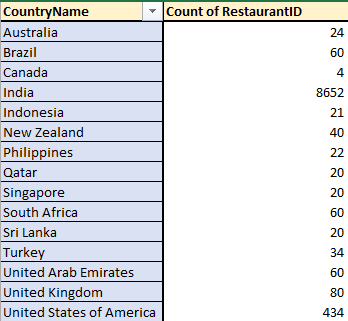 CountryName Count of RestaurantID
Australia 24
Brazil 60
Canada 4
India 8652
Indonesia 21
New Zealand 40
Philippines 22
Qatar 20
Singapore 20
South Africa 60
Sri Lanka 20
Turkey 34
United Arab Emirates 60
United Kingdom 80
United States of America 434